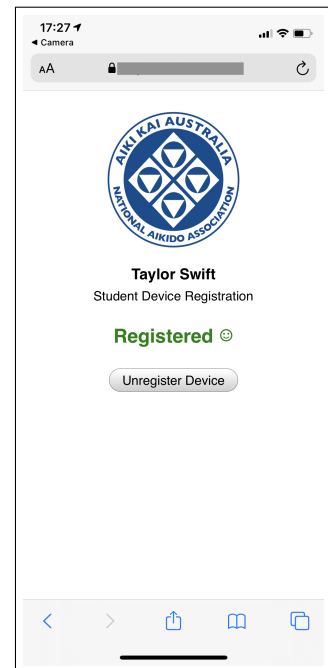 17:27
◀ Camera
AA
AIKI KAI AUSTRALIA
NATIONAL AIKIDO ASSOCIATION
Taylor Swift
Student Device Registration
Registered ☺
Unregister Device